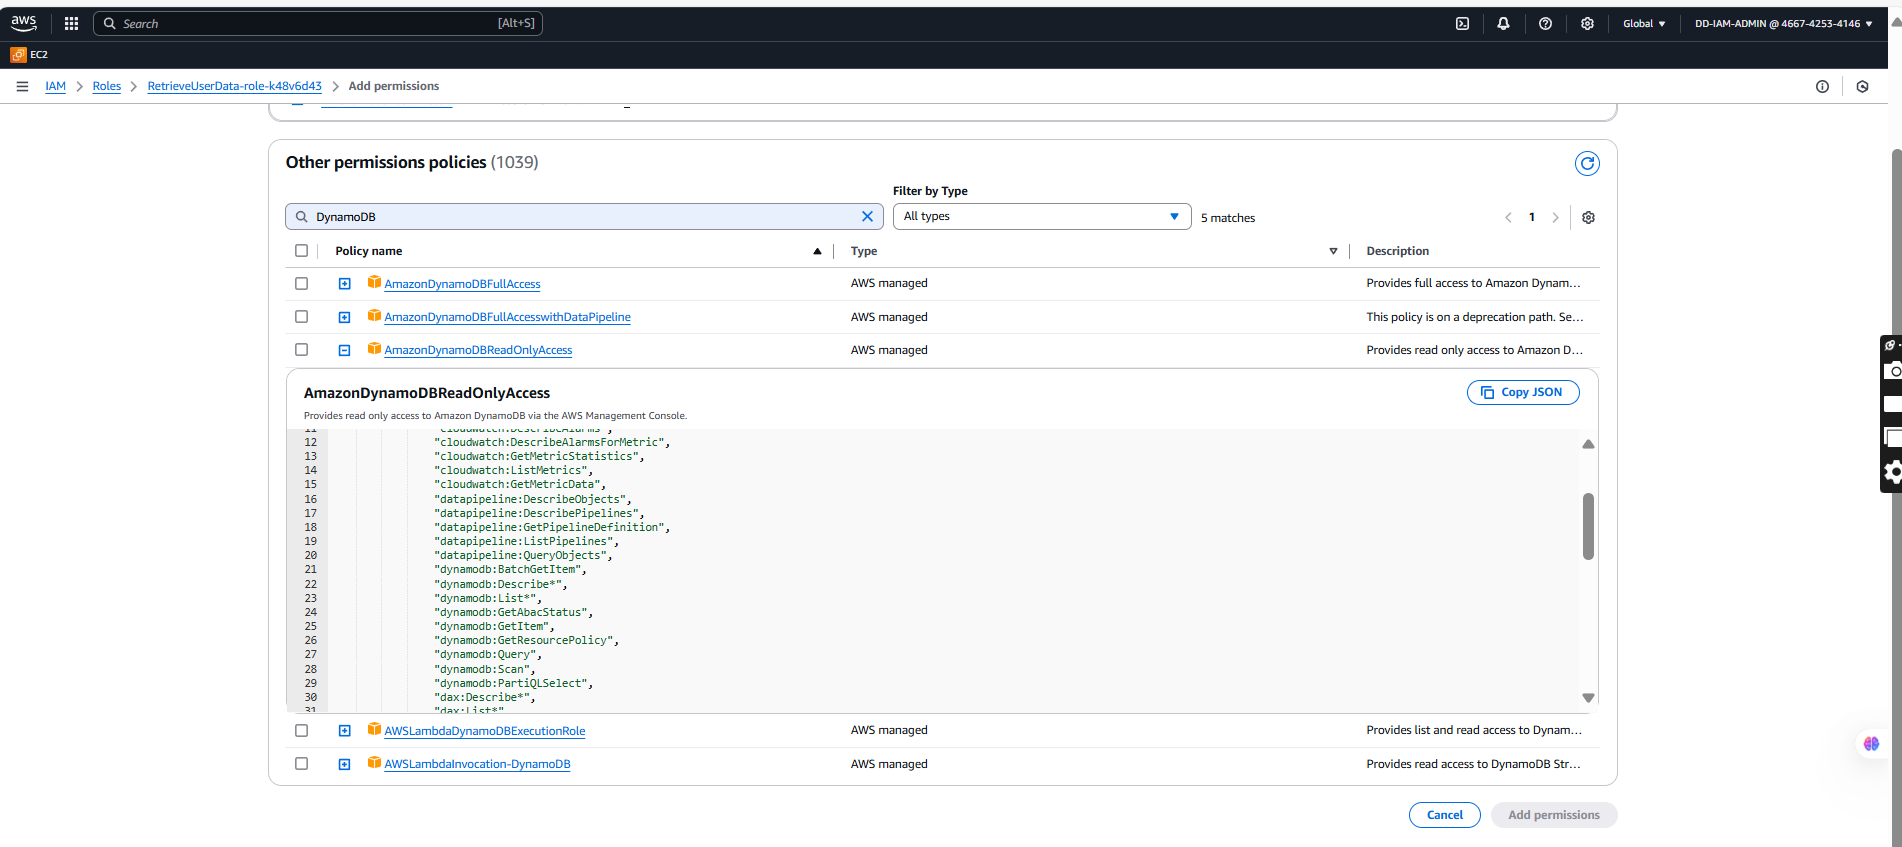 aws
Search [Alt+S]
Global
DD-IAM-ADMIN @ 4667-4253-4146
EC2
IAM
Roles
RetrieveUserData-role-k48v6d43
Add permissions
Other permissions policies (1039)
Filter by Type
DynamoDB
All types
5 matches
1
Policy name
Type
Description
AmazonDynamoDBFullAccess
AWS managed
Provides full access to Amazon Dynam...
AmazonDynamoDBFullAccesswithDataPipeline
AWS managed
This policy is on a deprecation path. Se...
AmazonDynamoDBReadOnlyAccess
AWS managed
Provides read only access to Amazon D...
AmazonDynamoDBReadOnlyAccess
Copy JSON
Provides read only access to Amazon DynamoDB via the AWS Management Console.
11 "cloudwatch:DescribeAlarms",
12 "cloudwatch:DescribeAlarmsForMetric",
13 "cloudwatch:GetMetricStatistics",
14 "cloudwatch:ListMetrics",
15 "cloudwatch:GetMetricData",
16 "datapipeline:DescribeObjects",
17 "datapipeline:DescribePipelines",
18 "datapipeline:GetPipelineDefinition",
19 "datapipeline:ListPipelines",
20 "datapipeline:QueryObjects",
21 "dynamodb:BatchGetItem",
22 "dynamodb:Describe*",
23 "dynamodb:List*",
24 "dynamodb:GetAbacStatus",
25 "dynamodb:GetItem",
26 "dynamodb:GetResourcePolicy",
27 "dynamodb:Query",
28 "dynamodb:Scan",
29 "dynamodb:PartiQLSelect",
30 "dax:Describe*",
31 "dax:List*"
AWSLambdaDynamoDBExecutionRole
AWS managed
Provides list and read access to Dynam...
AWSLambdaInvocation-DynamoDB
AWS managed
Provides read access to DynamoDB Str...
Cancel
Add permissions